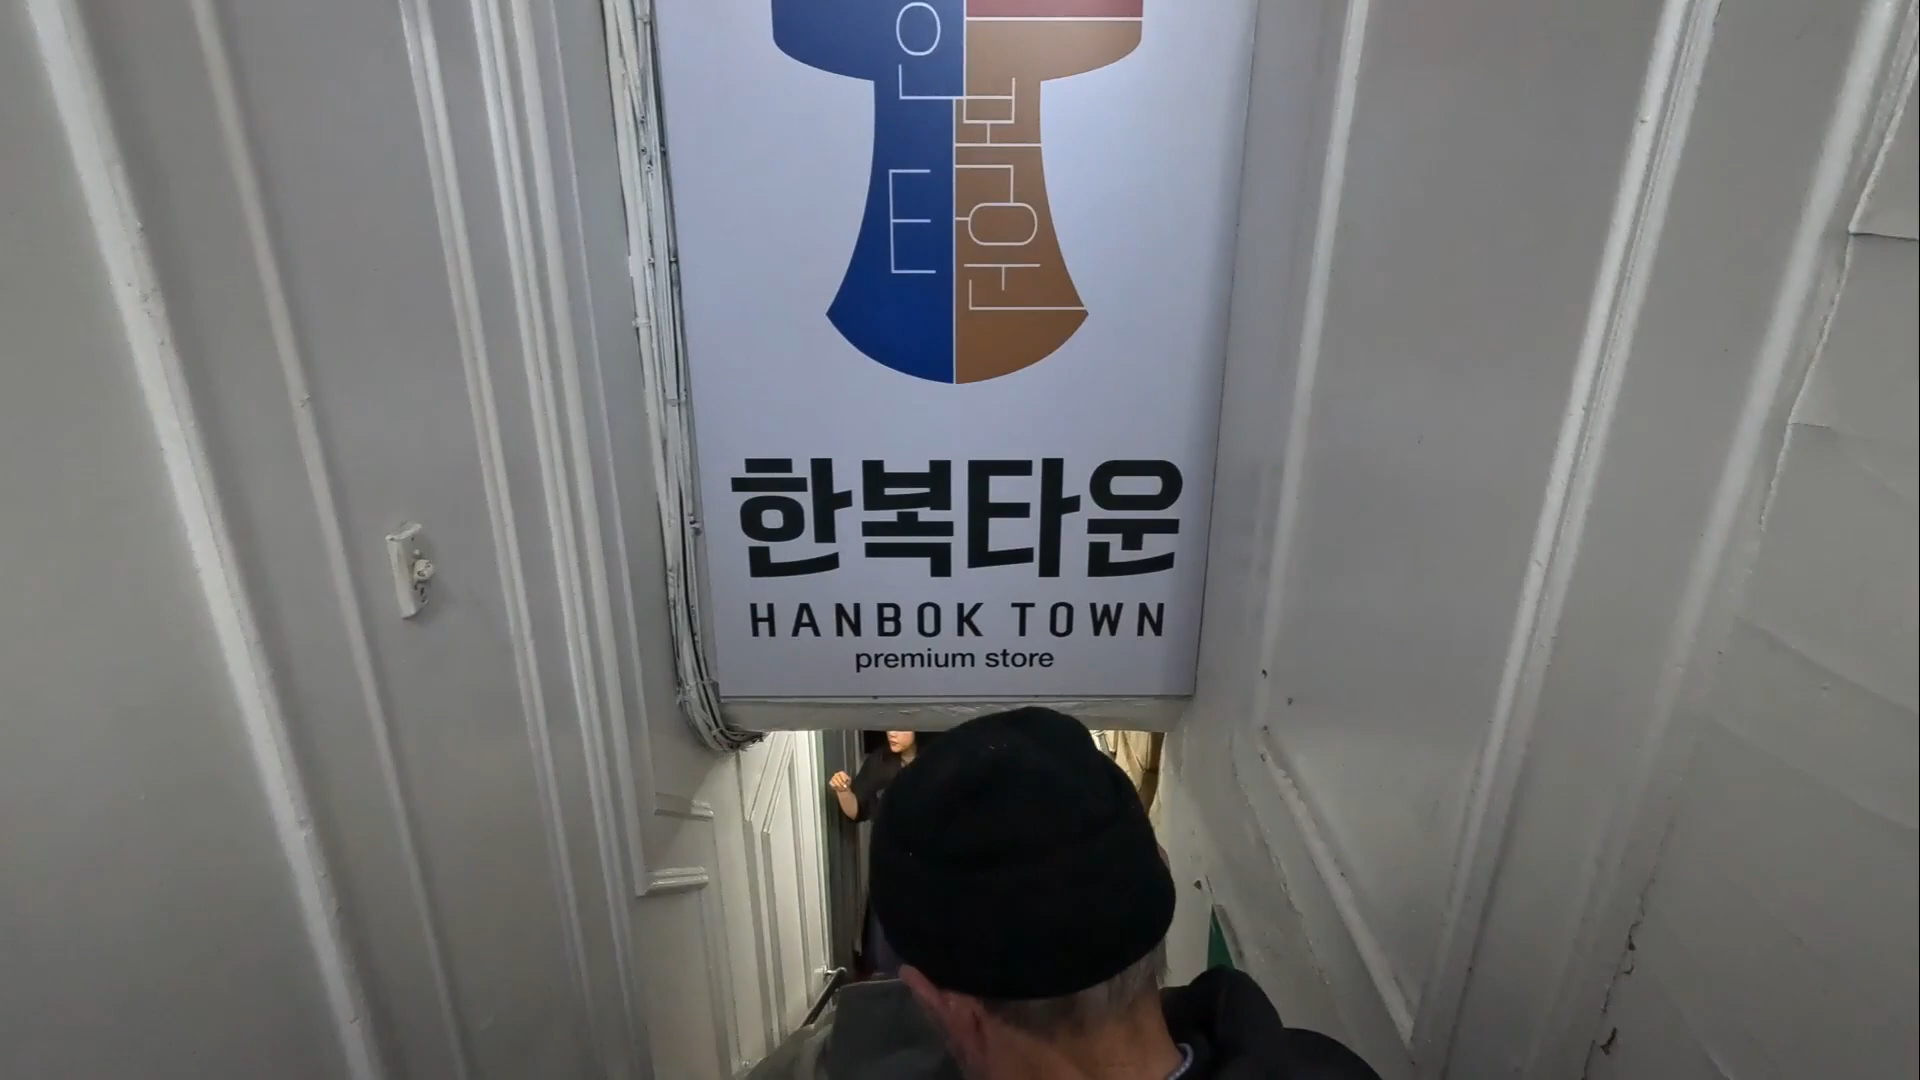 한복타운
HANBOK TOWN
premium store